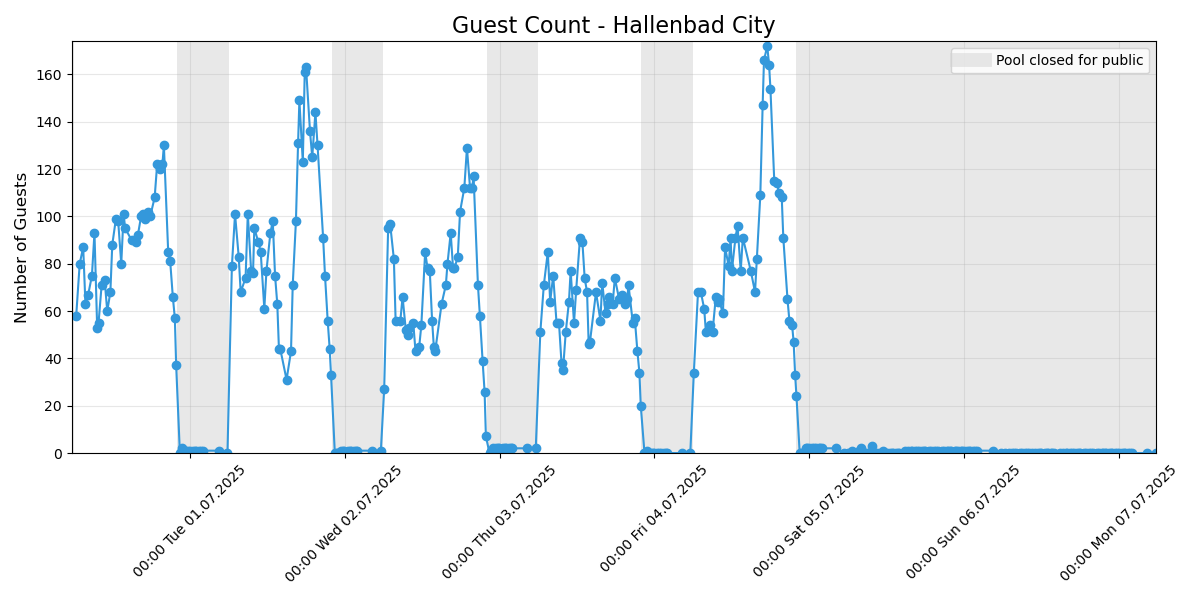 Guest Count - Hallenbad City
Pool closed for public
Number of Guests
160
140
120
100
80
60
40
20
0
00:00 Tue 01.07.2025
00:00 Wed 02.07.2025
00:00 Thu 03.07.2025
00:00 Fri 04.07.2025
00:00 Sat 05.07.2025
00:00 Sun 06.07.2025
00:00 Mon 07.07.2025